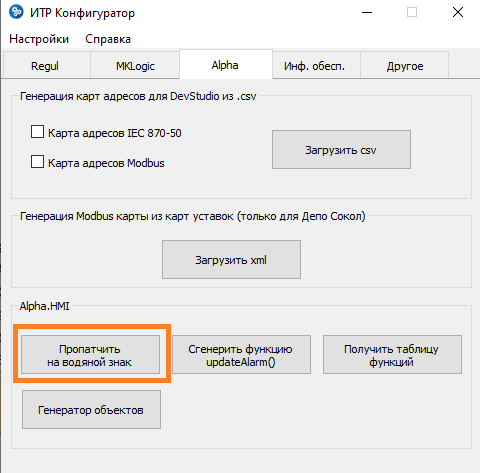 ИТР Конфигуратор
Настройки Справка
Regul MKLogic Alpha Инф. обесп. Другое
Генерация карт адресов для DevStudio из .csv
Карта адресов IEC 870-50
Карта адресов Modbus
Загрузить csv
Генерация Modbus карты из карт уставок (только для Депо Сокол)
Загрузить xml
Alpha.HMI
Пропатчить
на водяной знак
Сгенерить функцию
updateAlarm()
Получить таблицу
функций
Генератор объектов